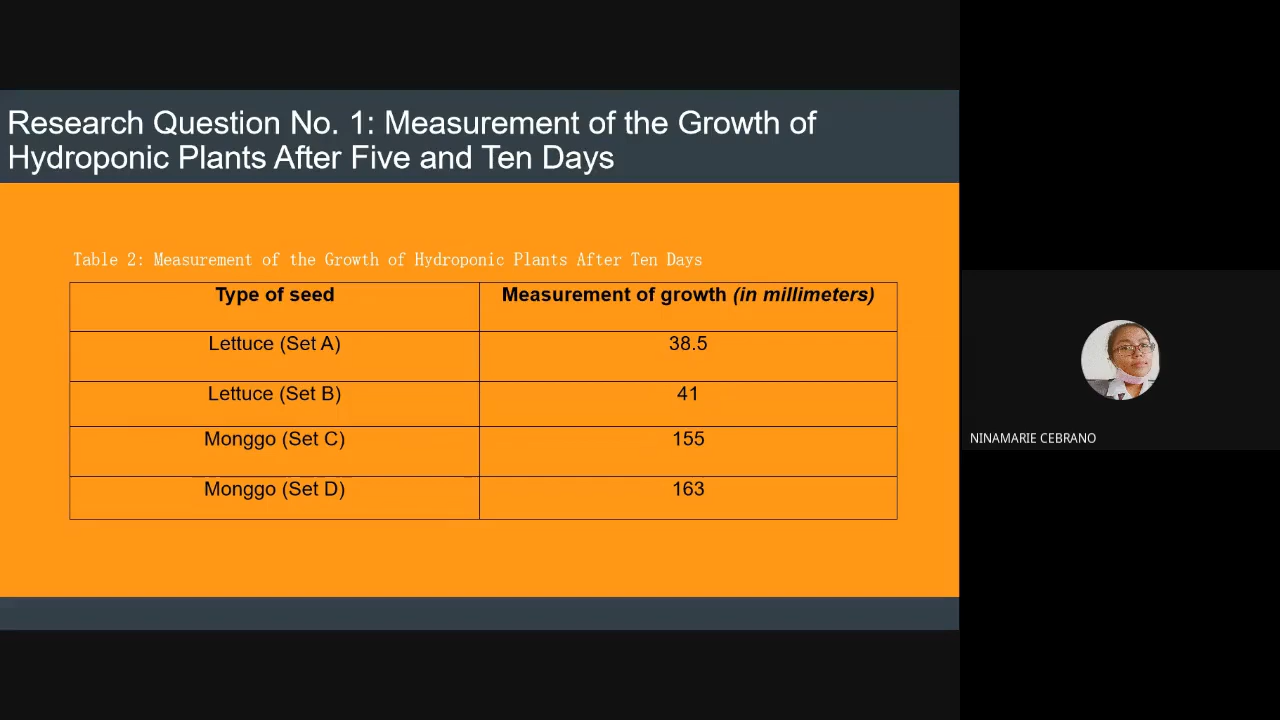 Research Question No. 1: Measurement of the Growth of
Hydroponic Plants After Five and Ten Days
Table 2: Measurement of the Growth of Hydroponic Plants After Ten Days
Type of seed Measurement of growth (in millimeters)
Lettuce (Set A) 38.5
Lettuce (Set B) 41
Monggo (Set C) 155
Monggo (Set D) 163
NINAMARIE CEBRANO